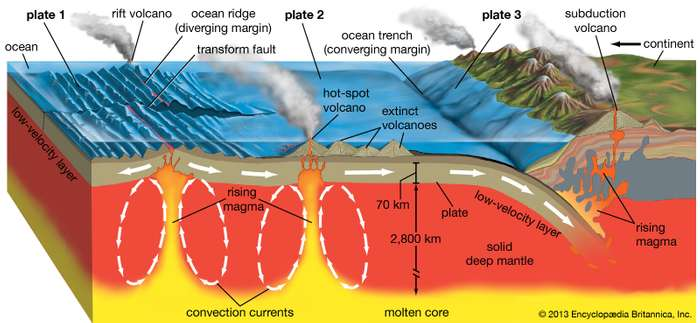 plate 1
rift volcano
ocean ridge
(diverging margin)
plate 2
ocean trench
(converging margin)
plate 3
subduction
volcano
ocean
transform fault
continent
hot-spot
volcano
extinct
volcanoes
low-velocity layer
70 km
plate
low-velocity layer
rising
magma
rising
magma
2,800 km
solid
deep mantle
convection currents
molten core
© 2013 Encyclopædia Britannica, Inc.